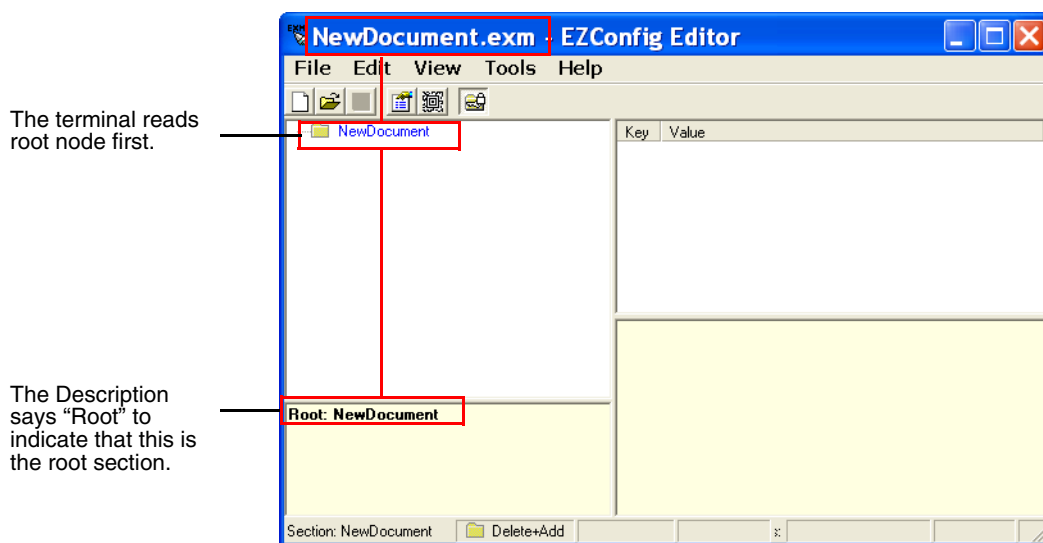 NewDocument.exm - EZConfig Editor
File Edit View Tools Help
The terminal reads
root node first.
NewDocument
Key Value
The Description
says “Root” to
indicate that this is
the root section.
Root: NewDocument
Section: NewDocument Delete+Add